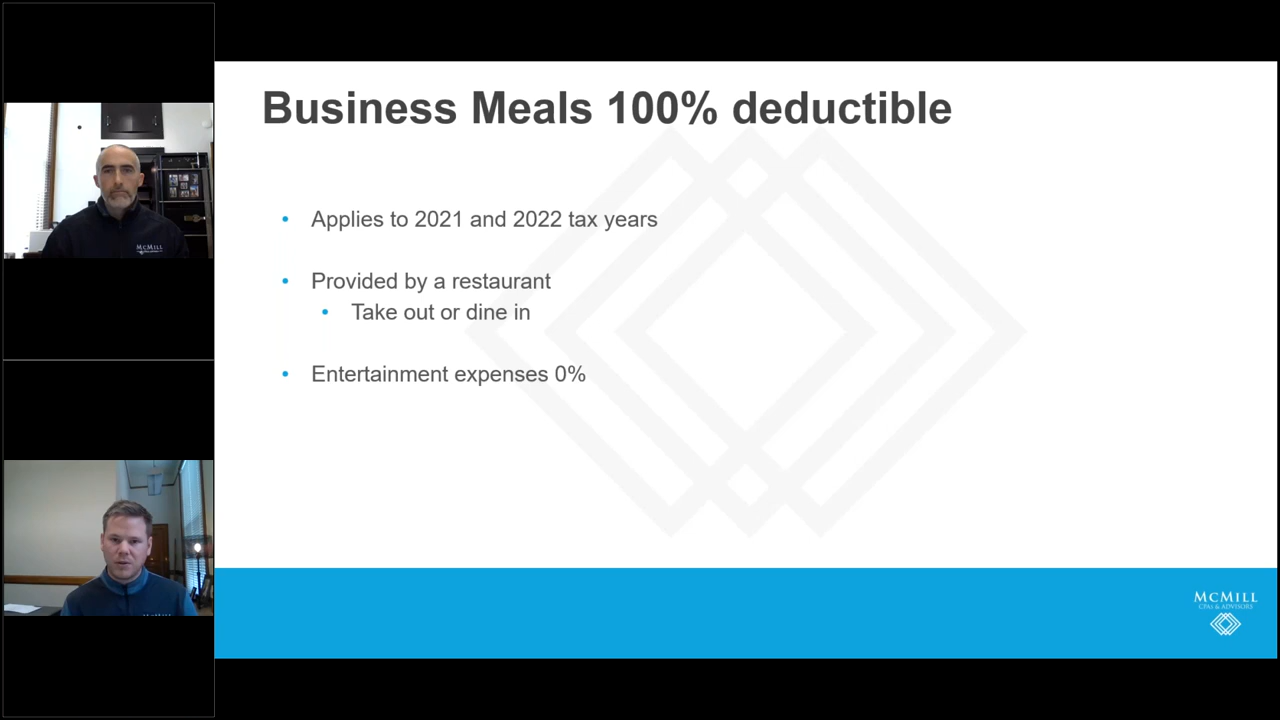 Business Meals 100% deductible
Applies to 2021 and 2022 tax years
Provided by a restaurant
Take out or dine in
Entertainment expenses 0%
McMILL
CPAS & ADVISORS
McMILL